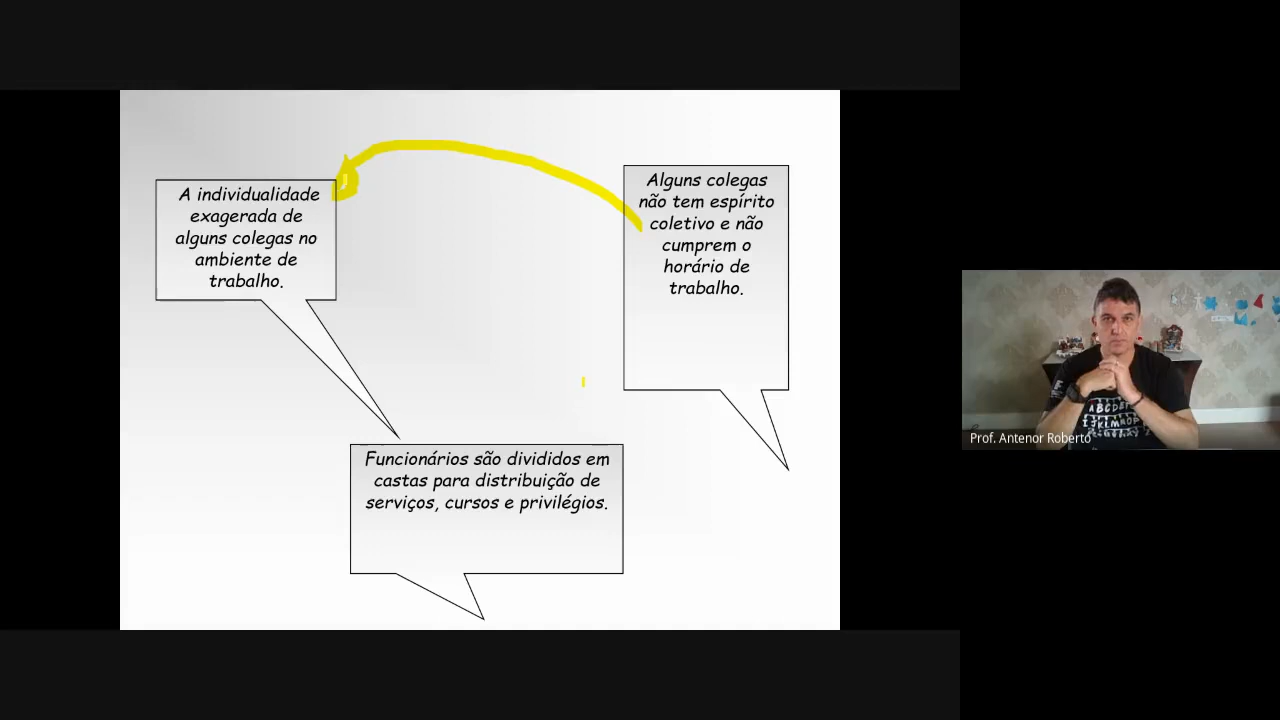 A individualidade
exagerada de
alguns colegas no
ambiente de
trabalho.
Alguns colegas
não tem espírito
coletivo e não
cumprem o
horário de
trabalho.
Funcionários são divididos em
castas para distribuição de
serviços, cursos e privilégios.
Prof. Antenor Roberto